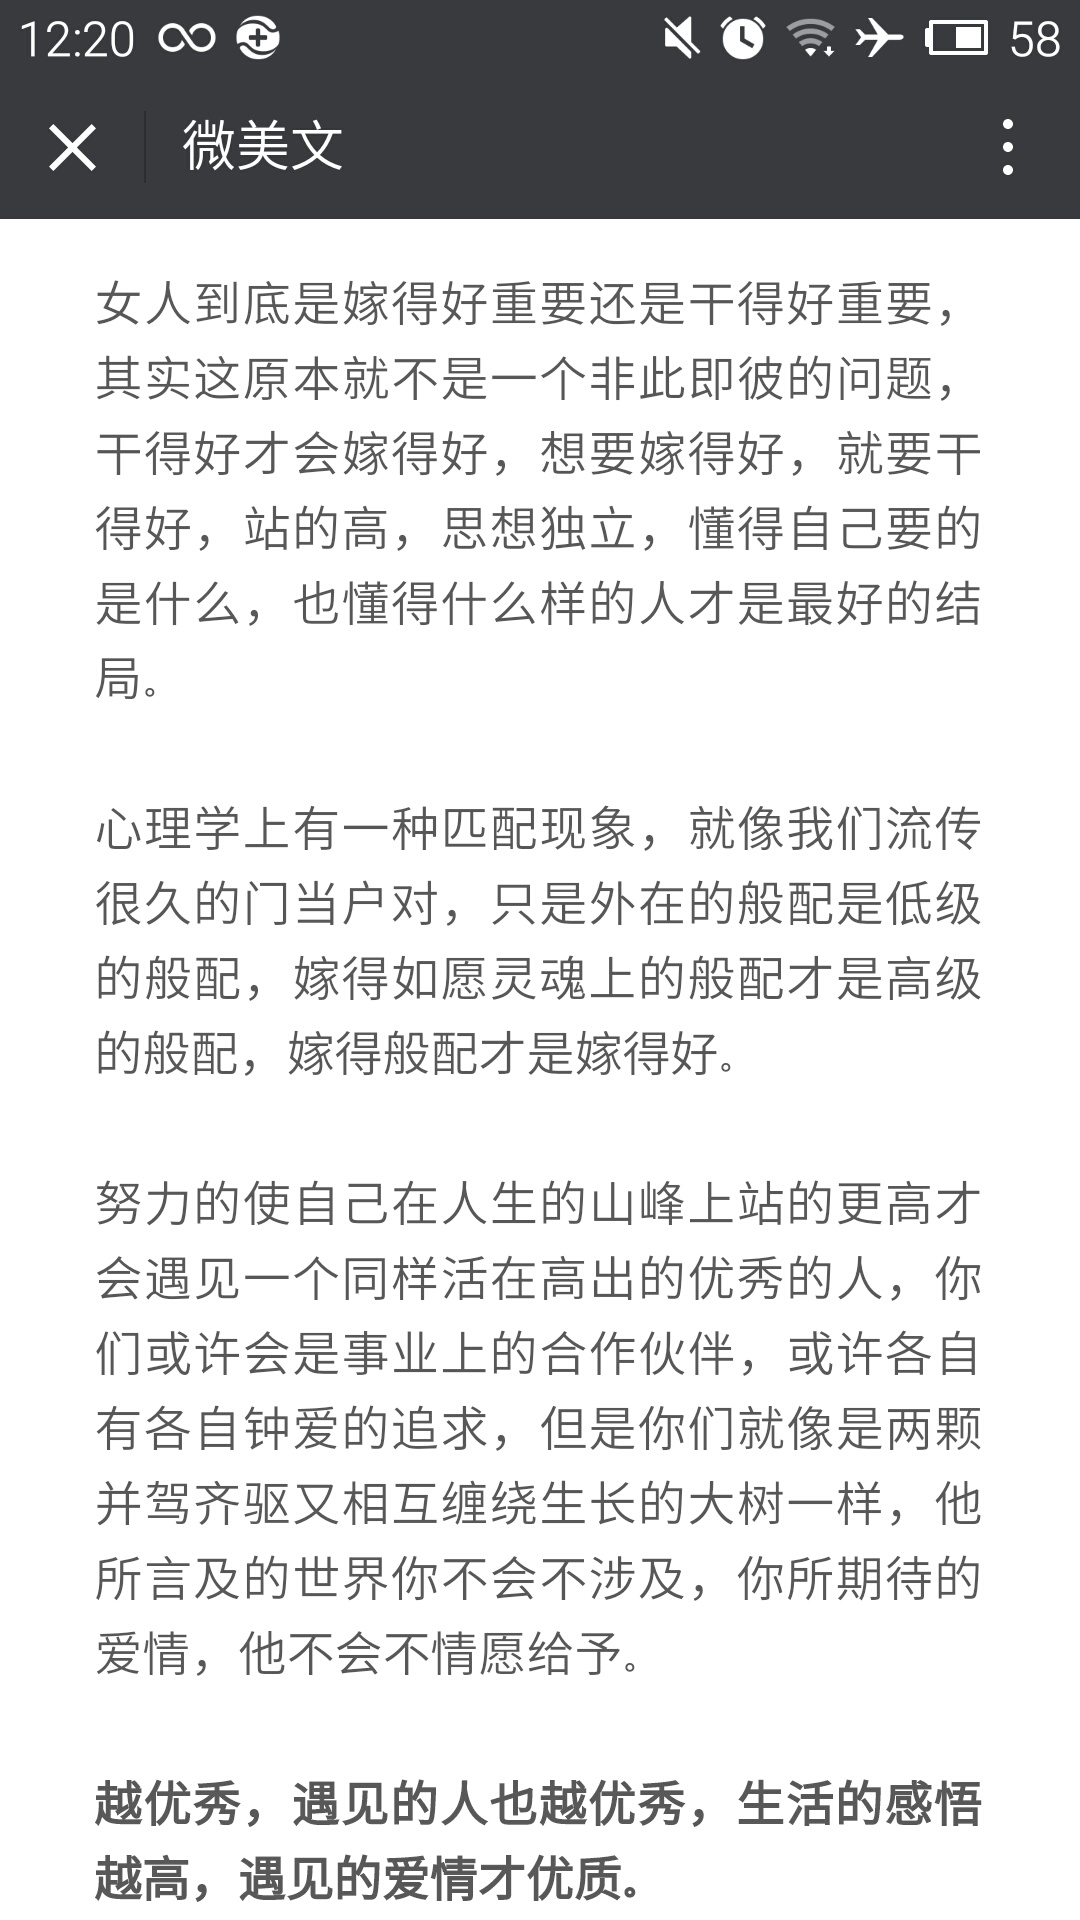 12:20
58
微美文
女人到底是嫁得好重要还是干得好重要，
其实这原本就不是一个非此即彼的问题，
干得好才会嫁得好，想要嫁得好，就要干
得好，站的高，思想独立，懂得自己要的
是什么，也懂得什么样的人才是最好的结
局。
心理学上有一种匹配现象，就像我们流传
很久的门当户对，只是外在的般配是低级
的般配，嫁得如愿灵魂上的般配才是高级
的般配，嫁得般配才是嫁得好。
努力的使自己在人生的山峰上站的更高才
会遇见一个同样活在高出的优秀的人，你
们或许会是事业上的合作伙伴，或许各自
有各自钟爱的追求，但是你们就像是两颗
并驾齐驱又相互缠绕生长的大树一样，他
所言及的世界你不会不涉及，你所期待的
爱情，他不会不情愿给予。
越优秀，遇见的人也越优秀，生活的感悟
越高，遇见的爱情才优质。